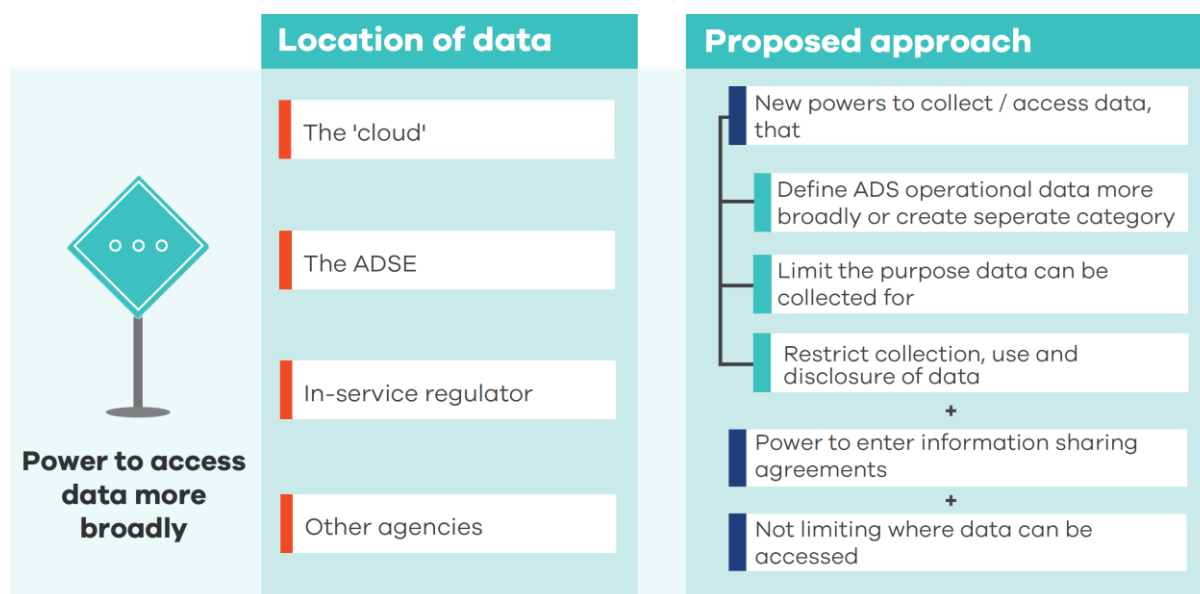 Location of data
Proposed approach
The 'cloud'
The ADSE
In-service regulator
Other agencies
Power to access
data more
broadly
New powers to collect / access data,
that
Define ADS operational data more
broadly or create seperate category
Limit the purpose data can be
collected for
Restrict collection, use and
disclosure of data
+
Power to enter information sharing
agreements
+
Not limiting where data can be
accessed